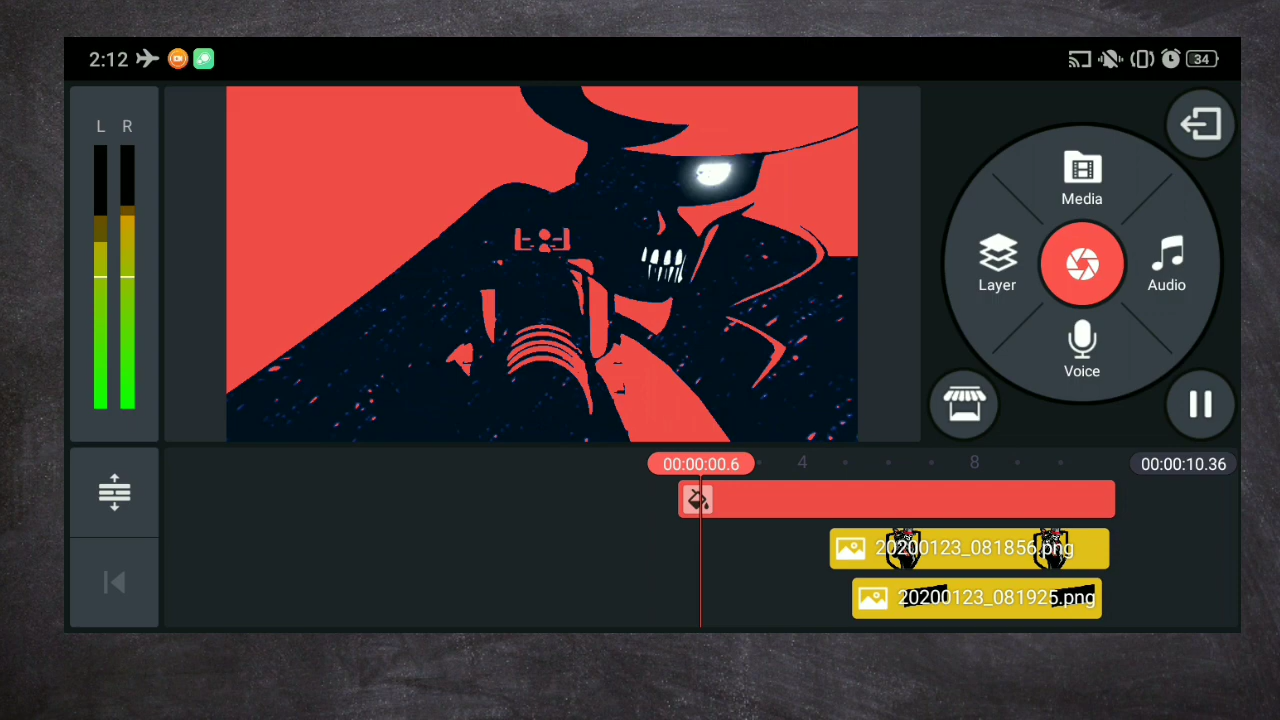 2:12
34
L R
Media
Layer
Audio
Voice
00:00:00.6
4
8
00:00:10.36
20200123_081856.png
20200123_081925.png